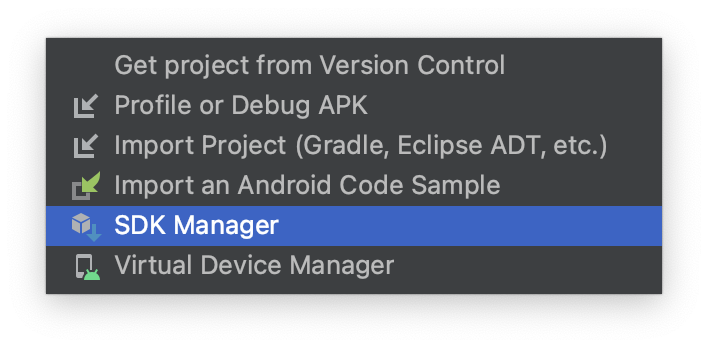 Get project from Version Control
Profile or Debug APK
Import Project (Gradle, Eclipse ADT, etc.)
Import an Android Code Sample
SDK Manager
Virtual Device Manager